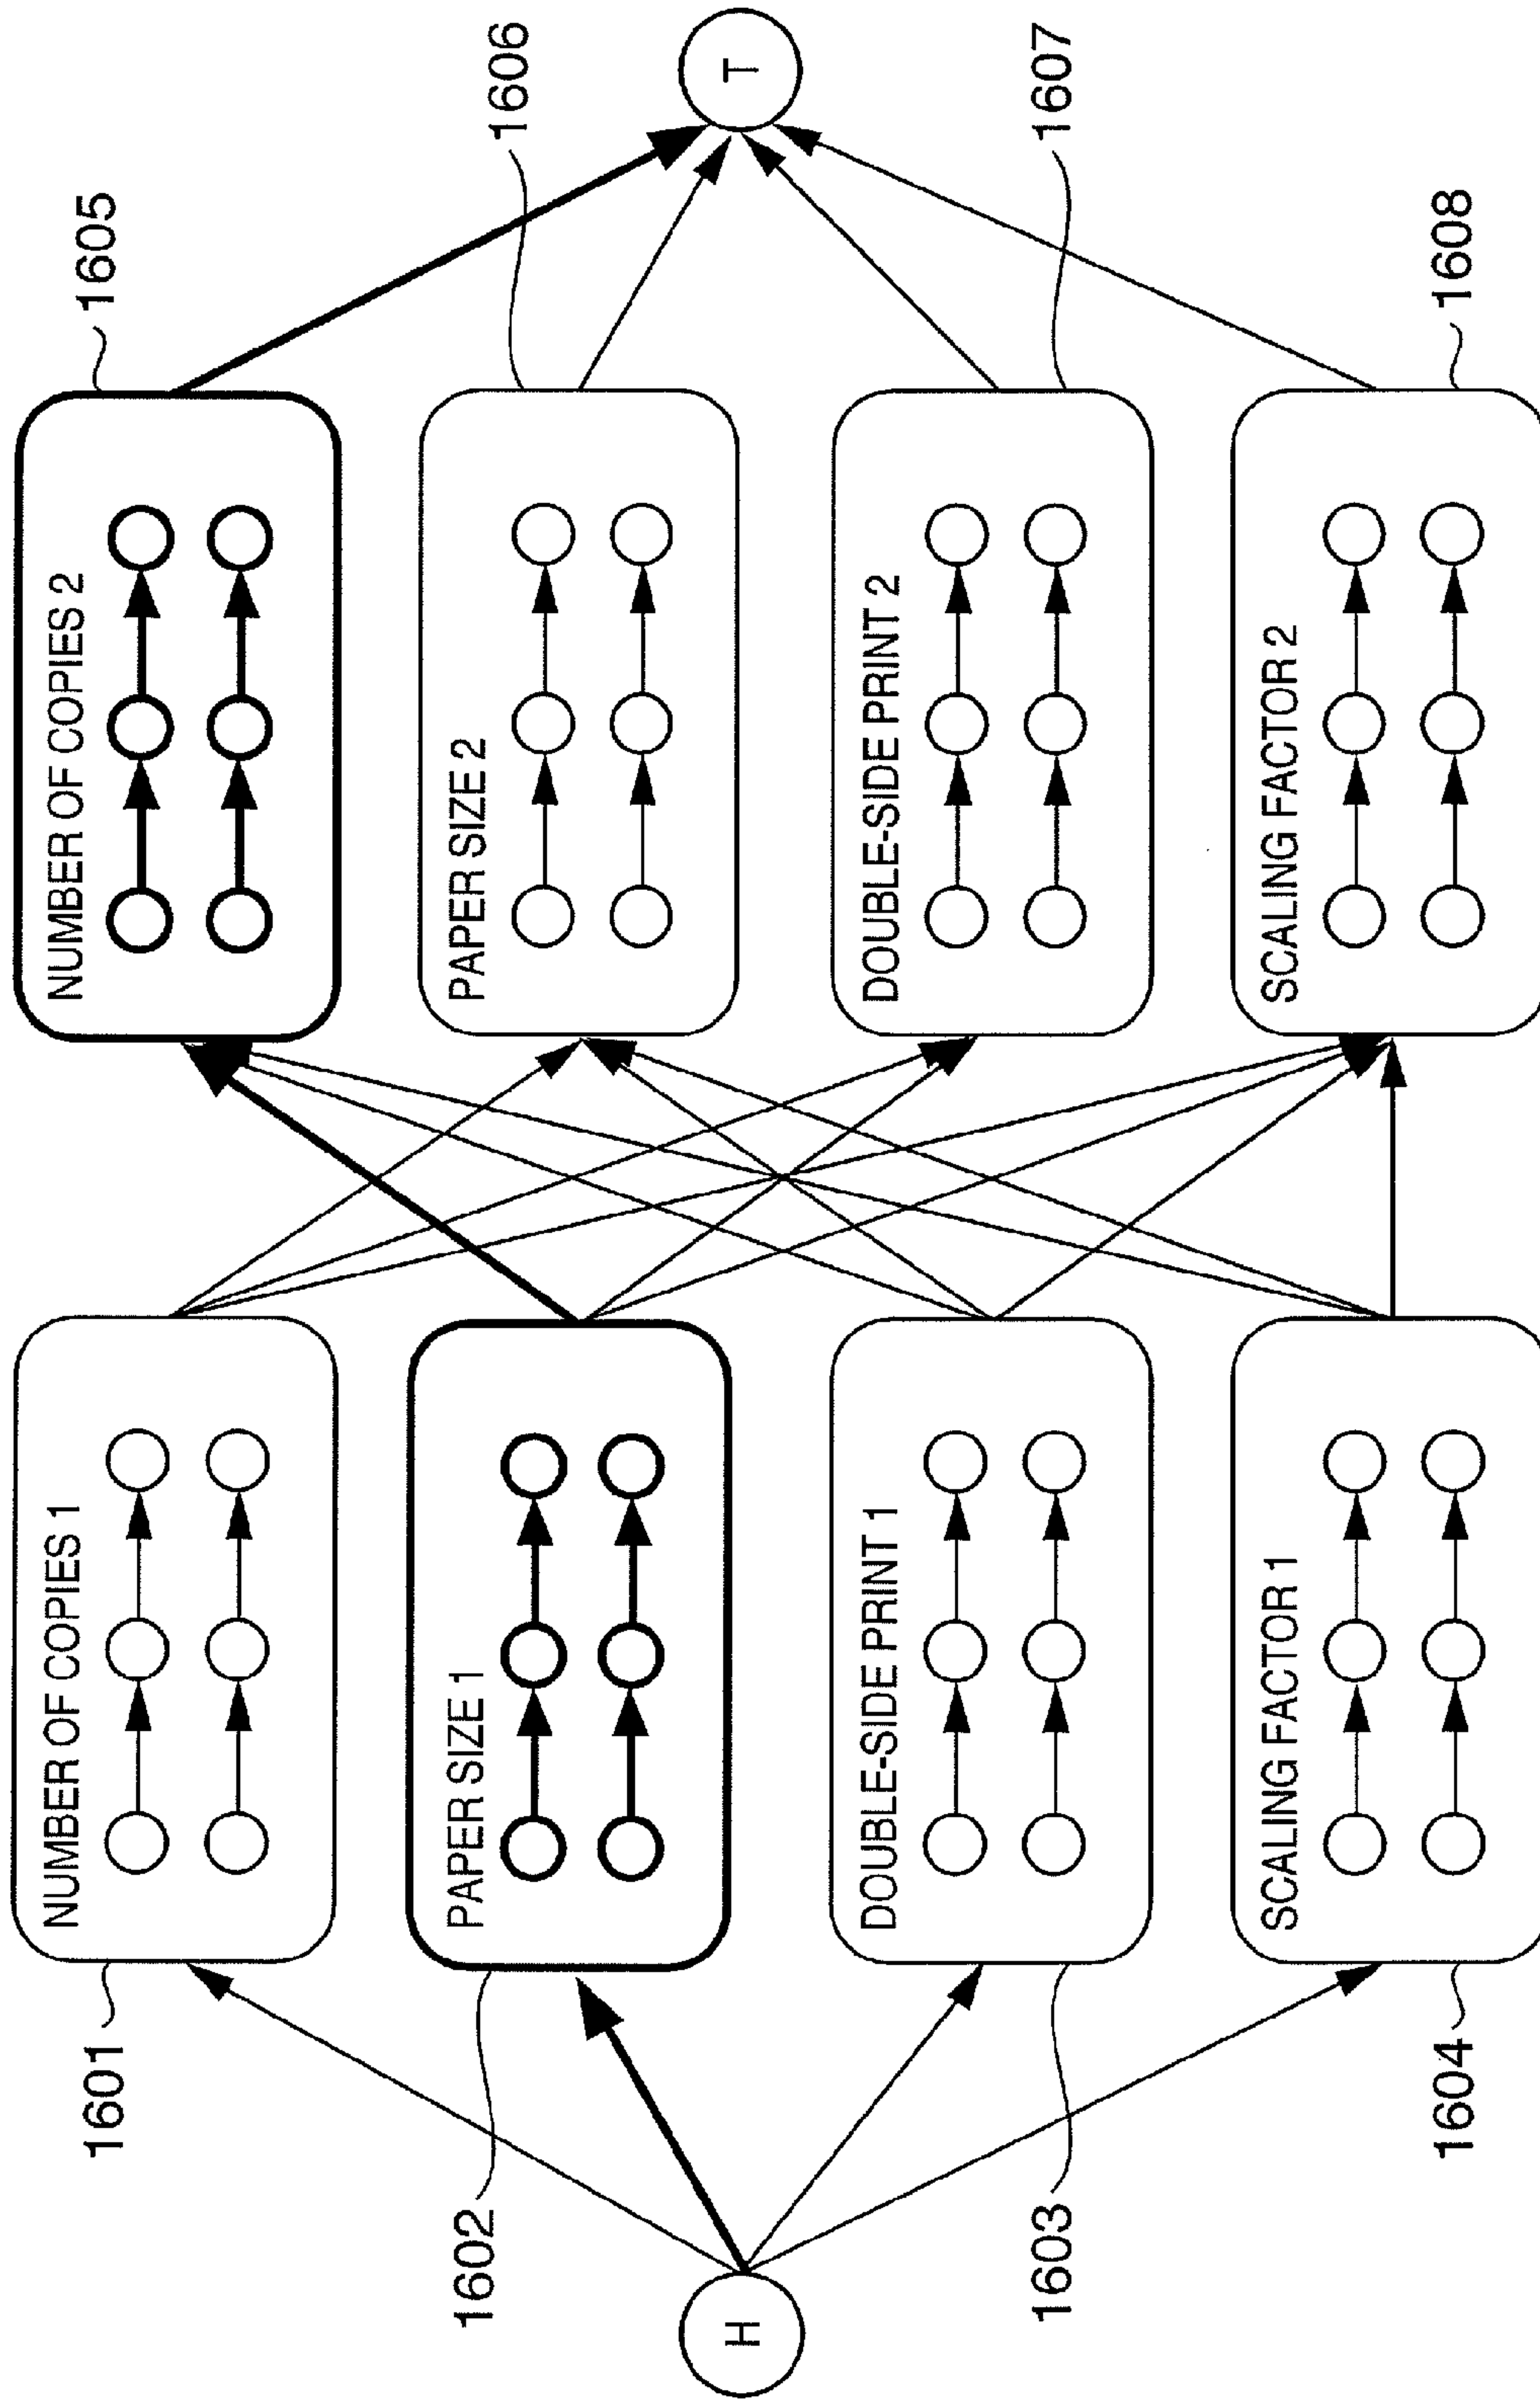 H
1601
NUMBER OF COPIES 1
1602
PAPER SIZE 1
1603
DOUBLE-SIDE PRINT 1
1604
SCALING FACTOR 1
1605
NUMBER OF COPIES 2
1606
PAPER SIZE 2
1607
DOUBLE-SIDE PRINT 2
1608
SCALING FACTOR 2
T